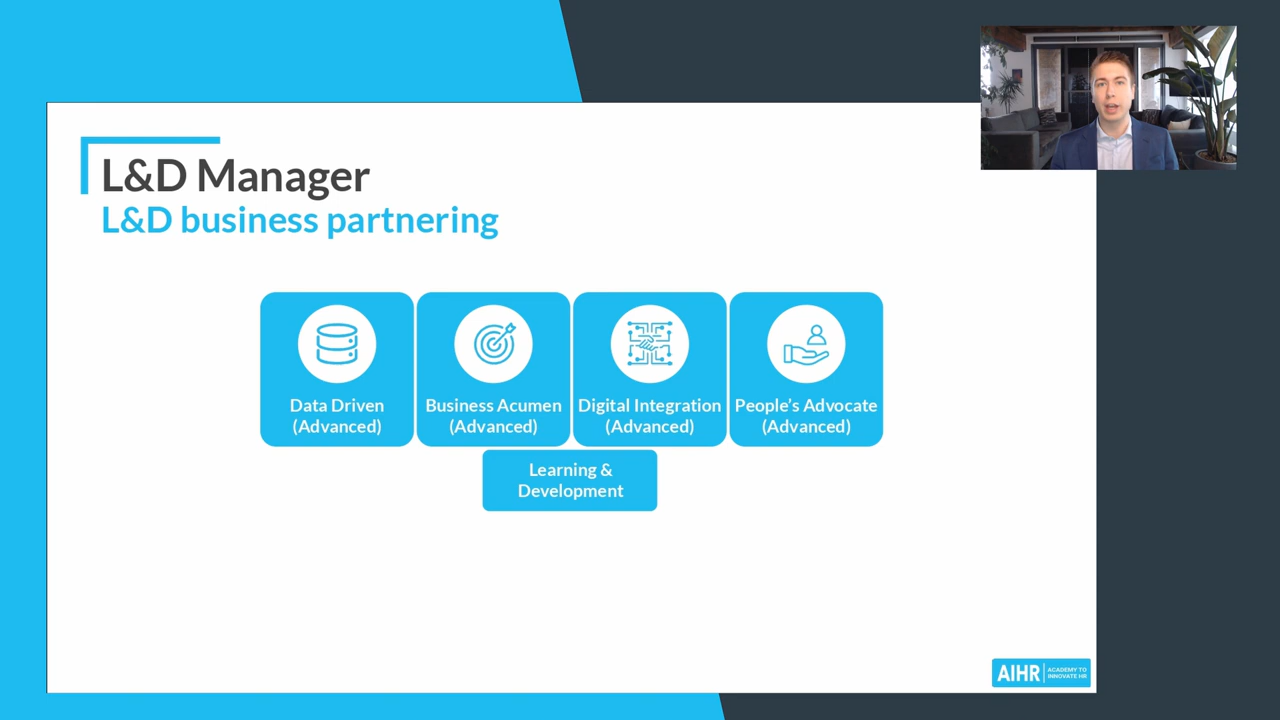 L&D Manager
L&D business partnering
Data Driven
(Advanced)
Business Acumen
(Advanced)
Digital Integration
(Advanced)
People’s Advocate
(Advanced)
Learning &
Development
AIHR
ACADEMY TO
INNOVATE HR